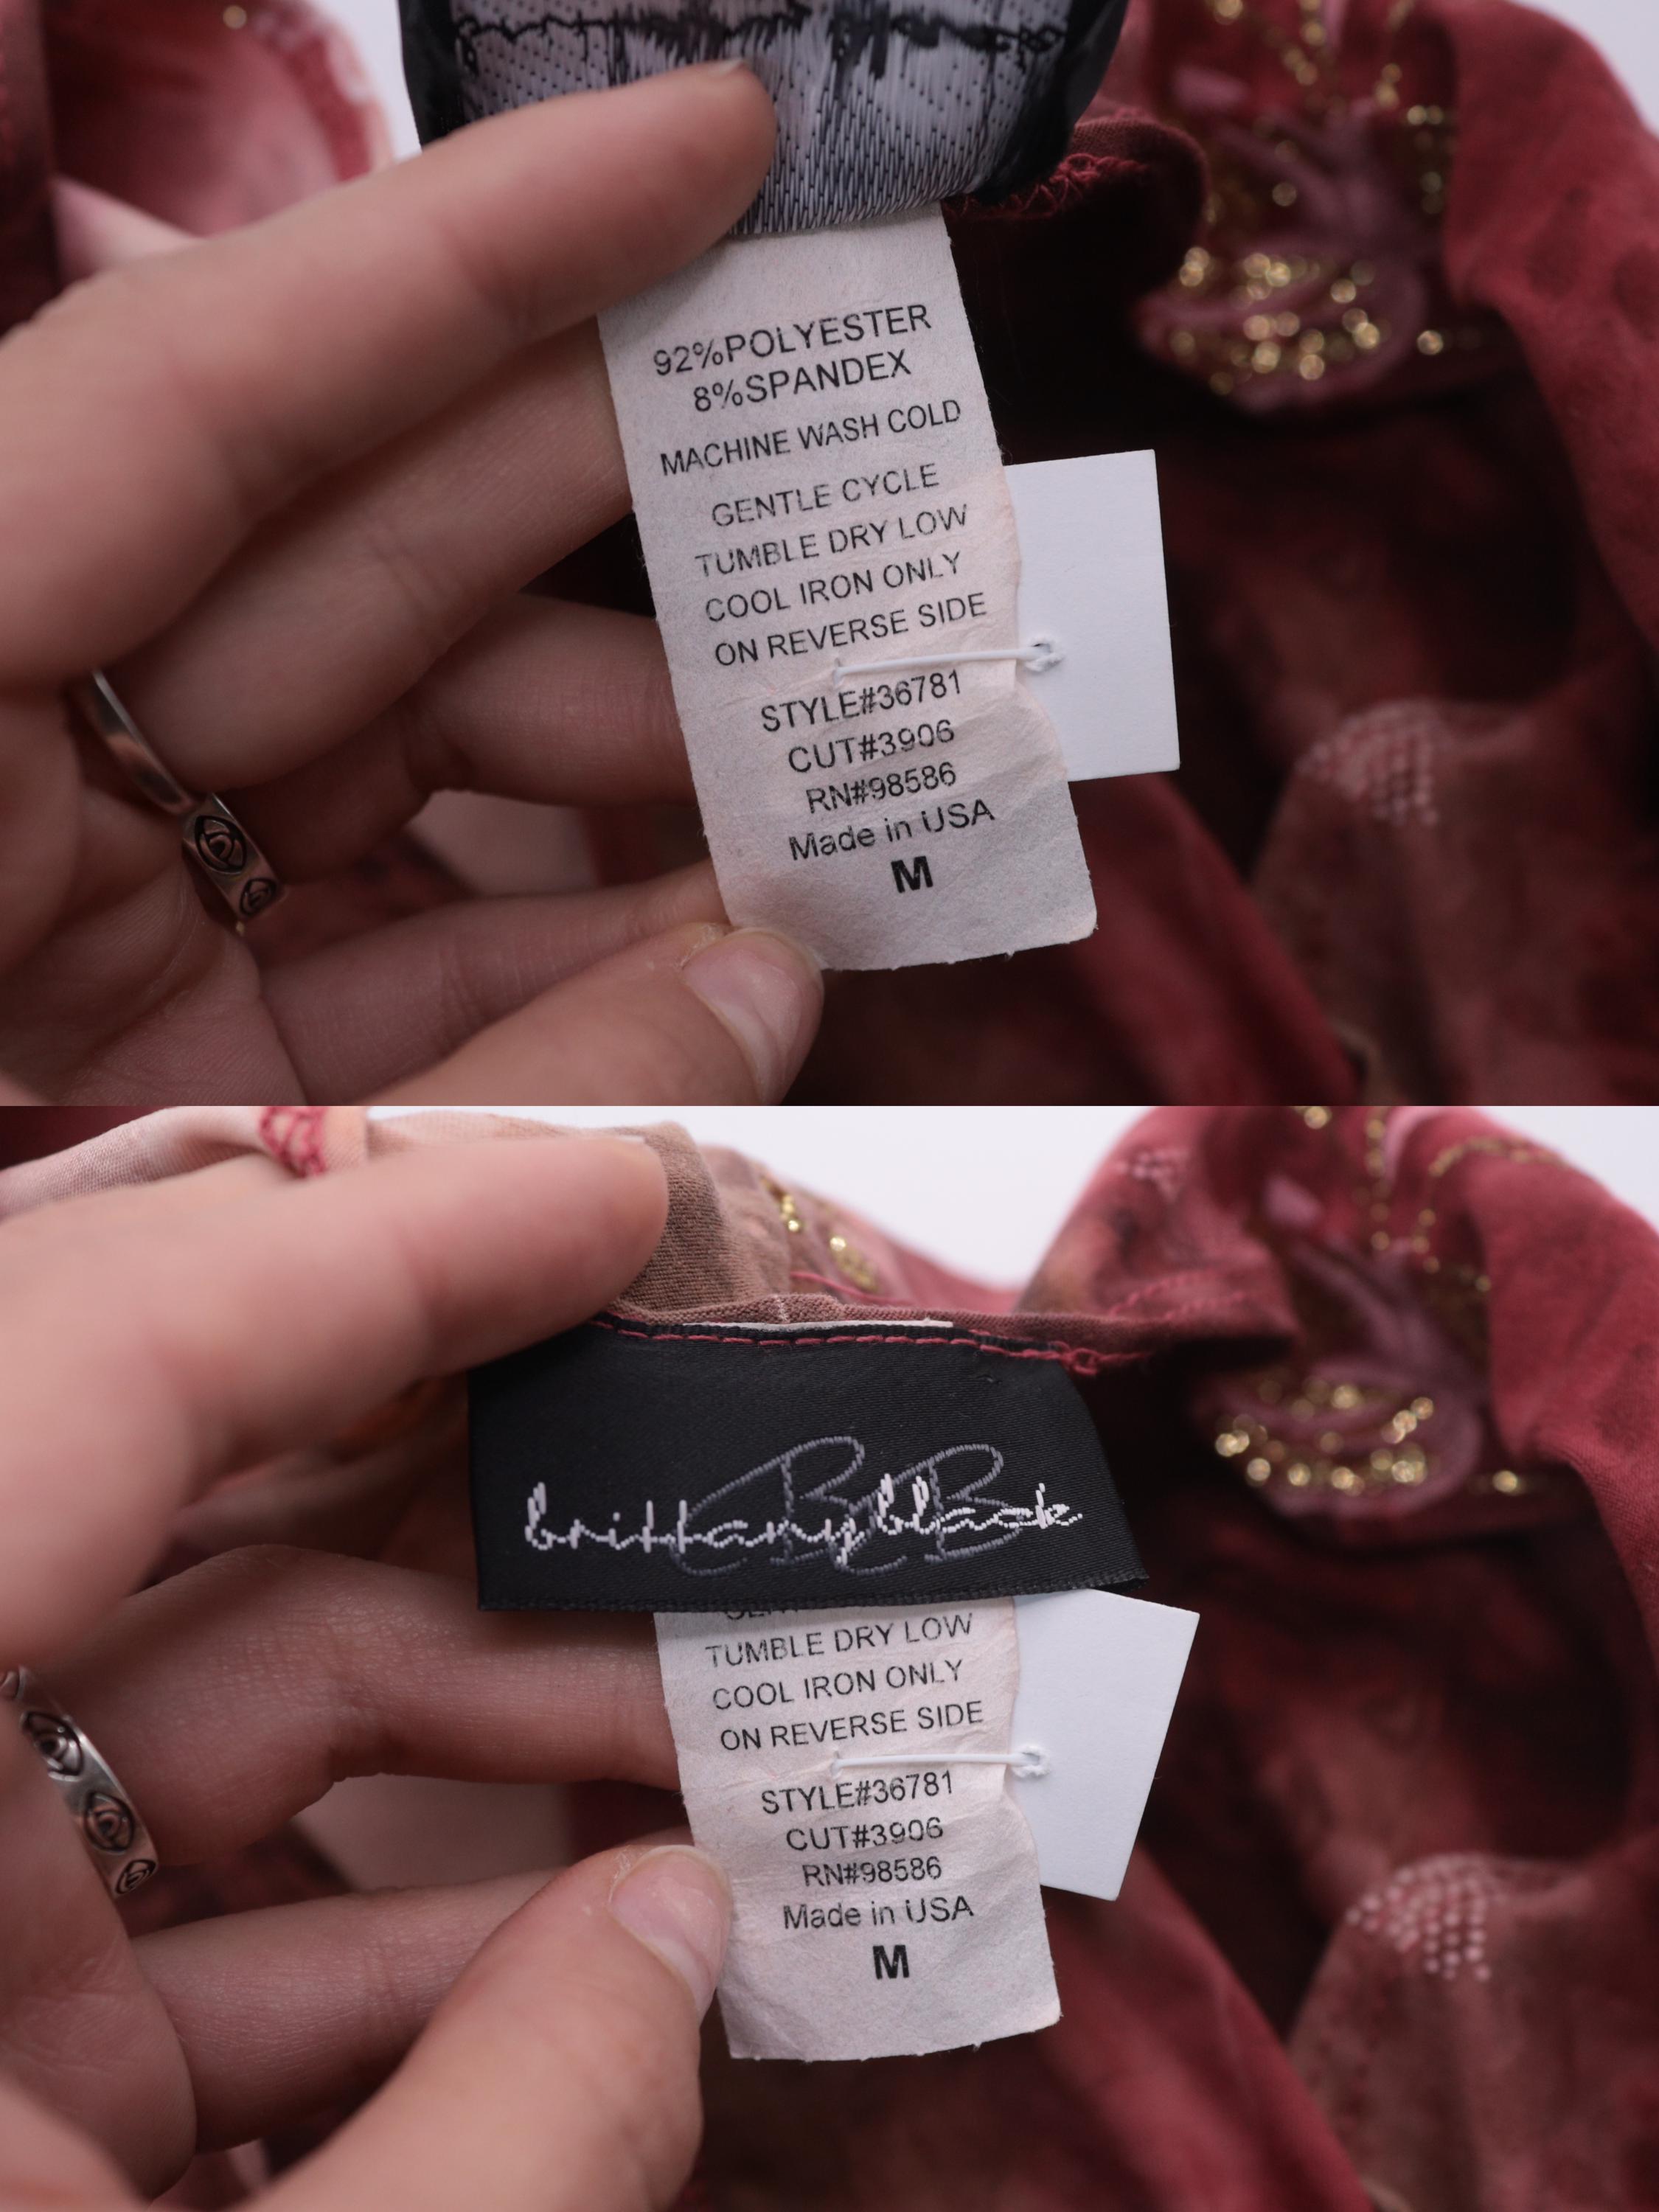 92%POLYESTER
8%SPANDEX
MACHINE WASH COLD
GENTLE CYCLE
TUMBLE DRY LOW
COOL IRON ONLY
ON REVERSE SIDE
STYLE#36781
CUT#3906
RN#98586
Made in USA
M
BB
brittany black
TUMBLE DRY LOW
COOL IRON ONLY
ON REVERSE SIDE
STYLE#36781
CUT#3906
RN#98586
Made in USA
M